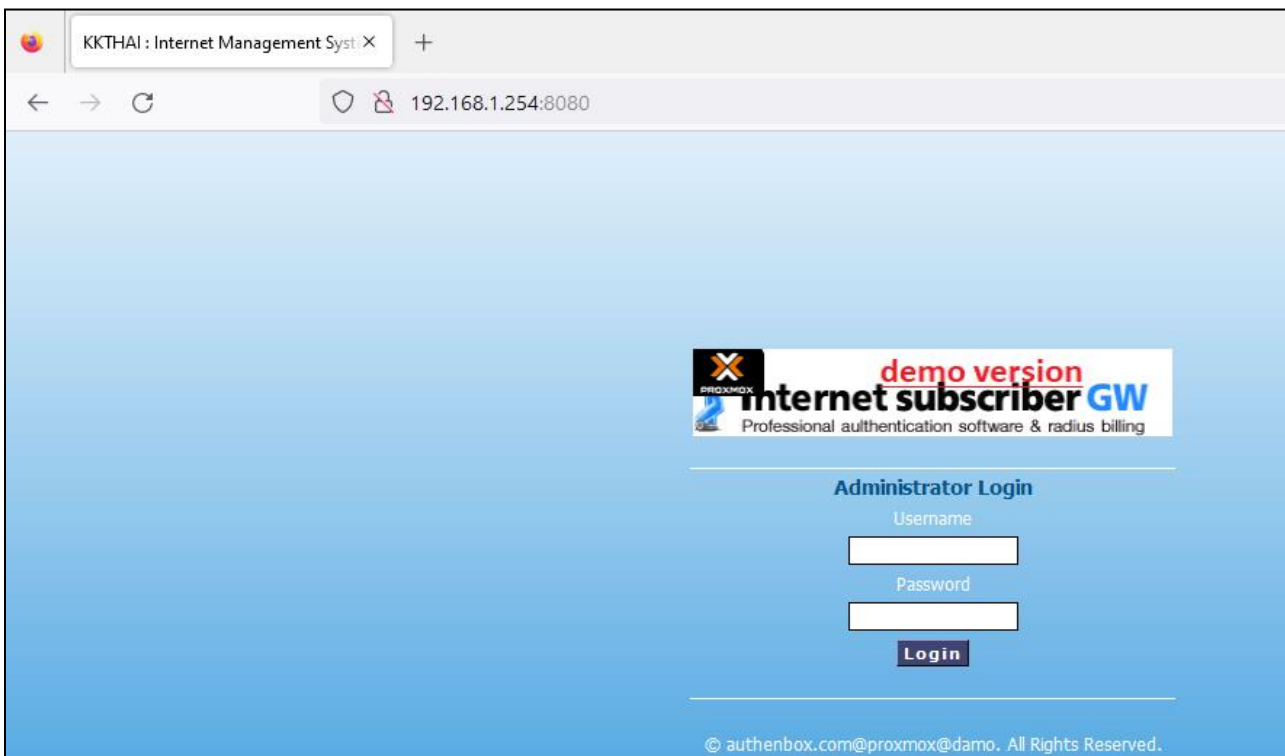 KKTHAI : Internet Management Syst
192.168.1.254:8080
demo version
PROXMOX
Internet subscriber GW
Professional aulthentication software & radius billing
Administrator Login
Username
Password
Login
© authenbox.com@proxmox@damo. All Rights Reserved.